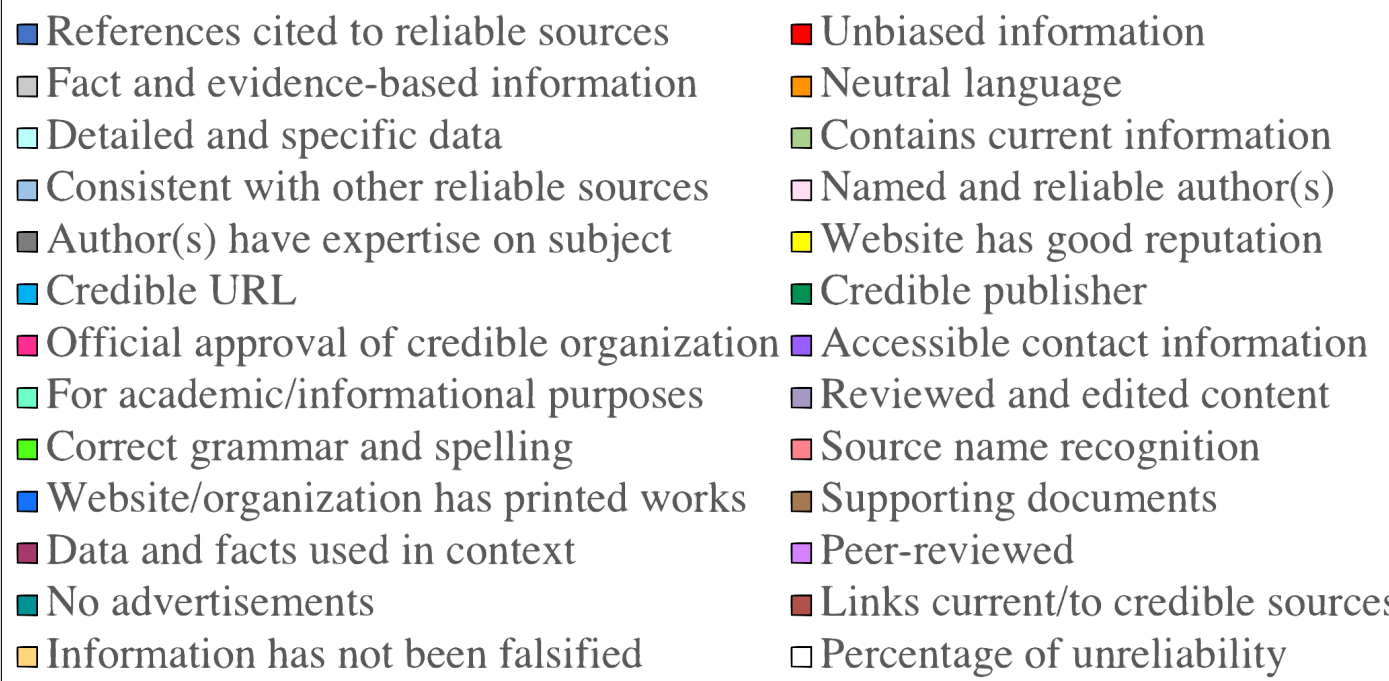 References cited to reliable sources
Unbiased information
Fact and evidence-based information
Neutral language
Detailed and specific data
Contains current information
Consistent with other reliable sources
Named and reliable author(s)
Author(s) have expertise on subject
Website has good reputation
Credible URL
Credible publisher
Official approval of credible organization
Accessible contact information
For academic/informational purposes
Reviewed and edited content
Correct grammar and spelling
Source name recognition
Website/organization has printed works
Supporting documents
Data and facts used in context
Peer-reviewed
No advertisements
Links current/to credible sources
Information has not been falsified
Percentage of unreliability